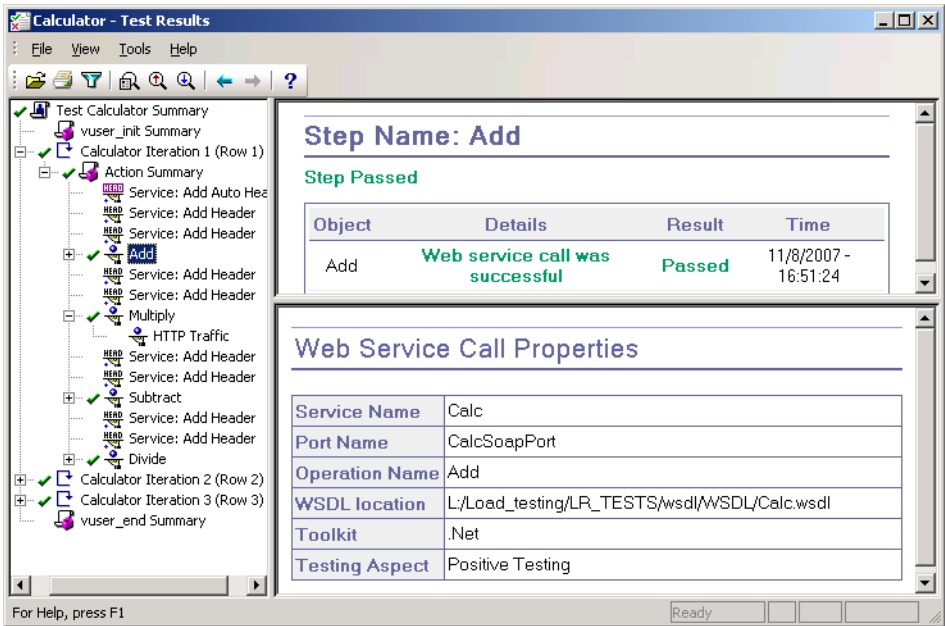 Calculator - Test Results
File View Tools Help
Test Calculator Summary
vuser_init Summary
Calculator Iteration 1 (Row 1)
Action Summary
HEAD Service: Add Auto Hea
HEAD Service: Add Header
HEAD Service: Add Header
Add
HEAD Service: Add Header
HEAD Service: Add Header
Multiply
HTTP Traffic
HEAD Service: Add Header
HEAD Service: Add Header
Subtract
HEAD Service: Add Header
HEAD Service: Add Header
Divide
Calculator Iteration 2 (Row 2)
Calculator Iteration 3 (Row 3)
vuser_end Summary
Step Name: Add
Step Passed
Object Details Result Time
Add Web service call was successful Passed 11/8/2007 - 16:51:24
Web Service Call Properties
Service Name Calc
Port Name CalcSoapPort
Operation Name Add
WSDL location L:/Load_testing/LR_TESTS/wsdl/WSDL/Calc.wsdl
Toolkit .Net
Testing Aspect Positive Testing
For Help, press F1
Ready